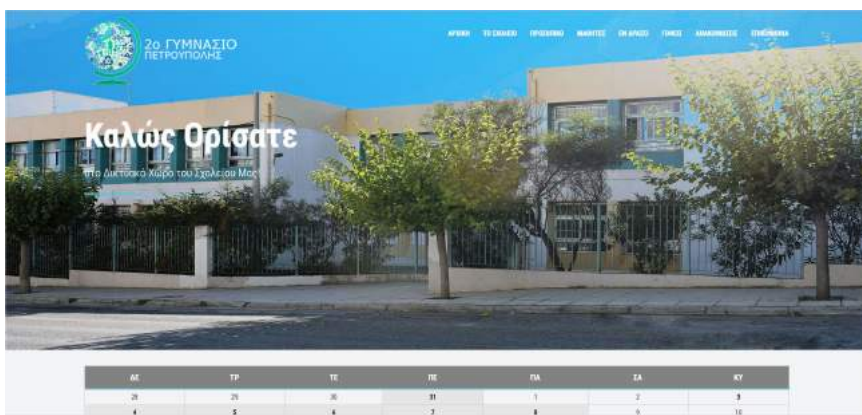 2ο ΓΥΜΝΑΣΙΟ
ΠΕΤΡΟΥΠΟΛΗΣ
ΑΡΧΙΚΗ ΤΟ ΣΧΟΛΕΙΟ ΠΡΟΣΩΠΙΚΟ ΜΑΘΗΤΕΣ ΕΝ ΔΡΑΣΕΙ ΓΟΝΕΙΣ ΑΝΑΚΟΙΝΩΣΕΙΣ ΕΠΙΚΟΙΝΩΝΙΑ
Καλώς Ορίσατε
στο Δικτυακό Χώρο του Σχολείου Μας
ΔΕ ΤΡ ΤΕ ΠΕ ΠΑ ΣΑ ΚΥ
28 29 30 31 1 2 3
4 5 6 7 8 9 10